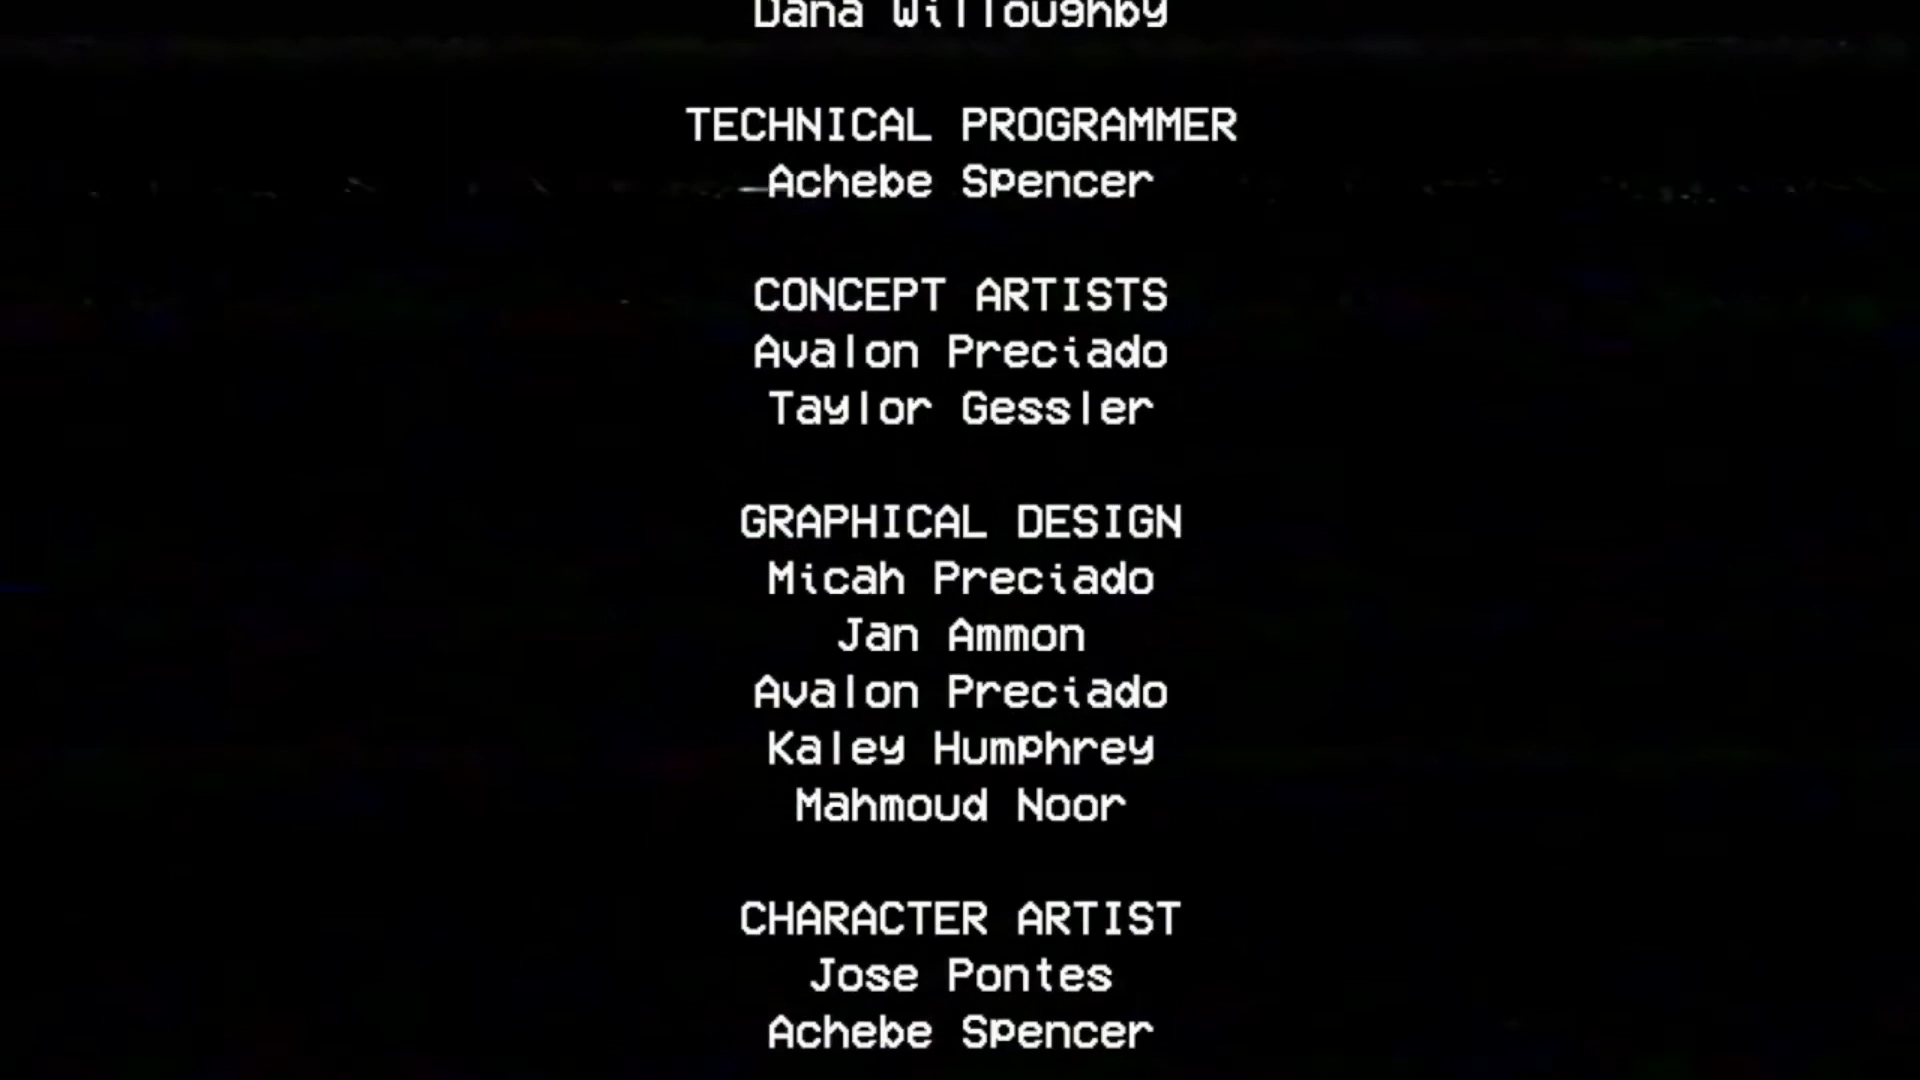 Dana Willoughby
TECHNICAL PROGRAMMER
Achebe Spencer
CONCEPT ARTISTS
Avalon Preciado
Taylor Gessler
GRAPHICAL DESIGN
Micah Preciado
Jan Ammon
Avalon Preciado
Kaley Humphrey
Mahmoud Noor
CHARACTER ARTIST
Jose Pontes
Achebe Spencer